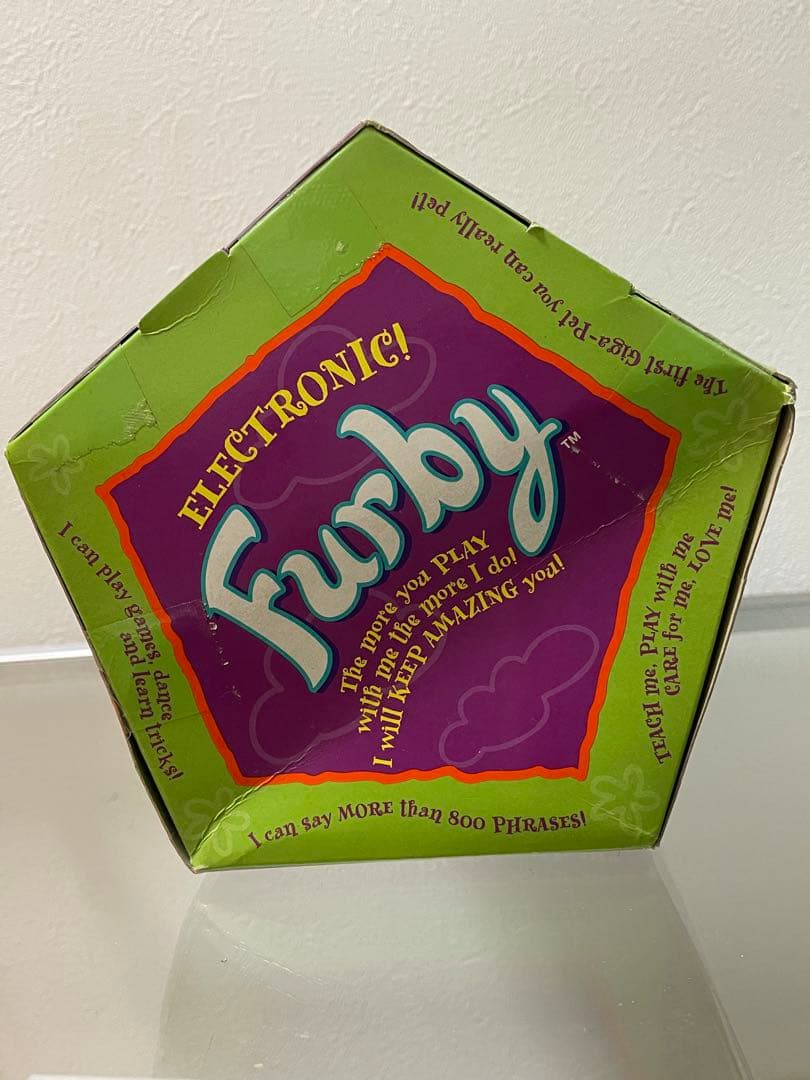 ELECTRONIC!
Furby™
The more you PLAY
with me the more I do!
I will KEEP AMAZING you!
The first Giga-Pet you can really pet!
TEACH me, PLAY with me
CARE for me, LOVE me!
I can say MORE than 800 PHRASES!
I can play games, dance
and learn tricks!